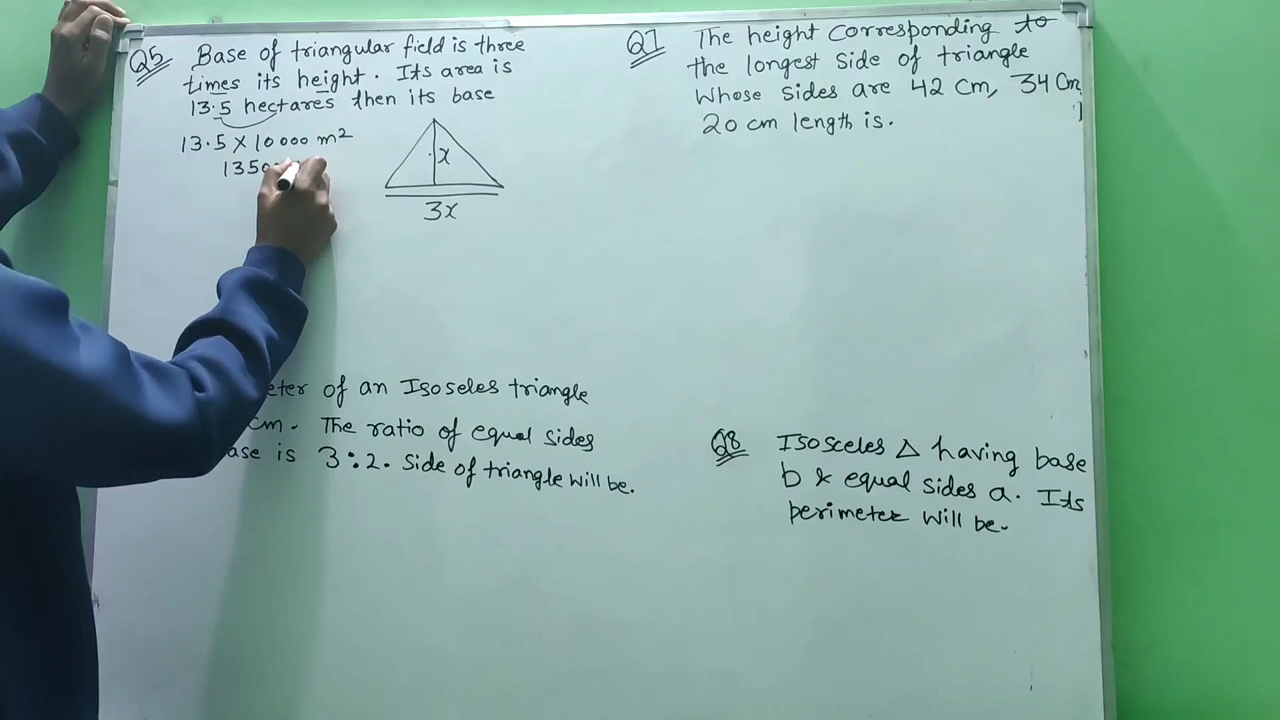 Q5 Base of triangular field is three
times its height. Its area is
13.5 hectares then its base
13.5 X 10000 m²
1350
x
3x
eter of an Isoseles triangle
cm. The ratio of equal sides
ase is 3:2. Side of triangle will be.
Q7 The height corresponding to
the longest side of triangle
whose sides are 42 cm, 34 cm
20 cm length is.
Q8 Isosceles △ having base
b & equal sides a. Its
perimeter will be.